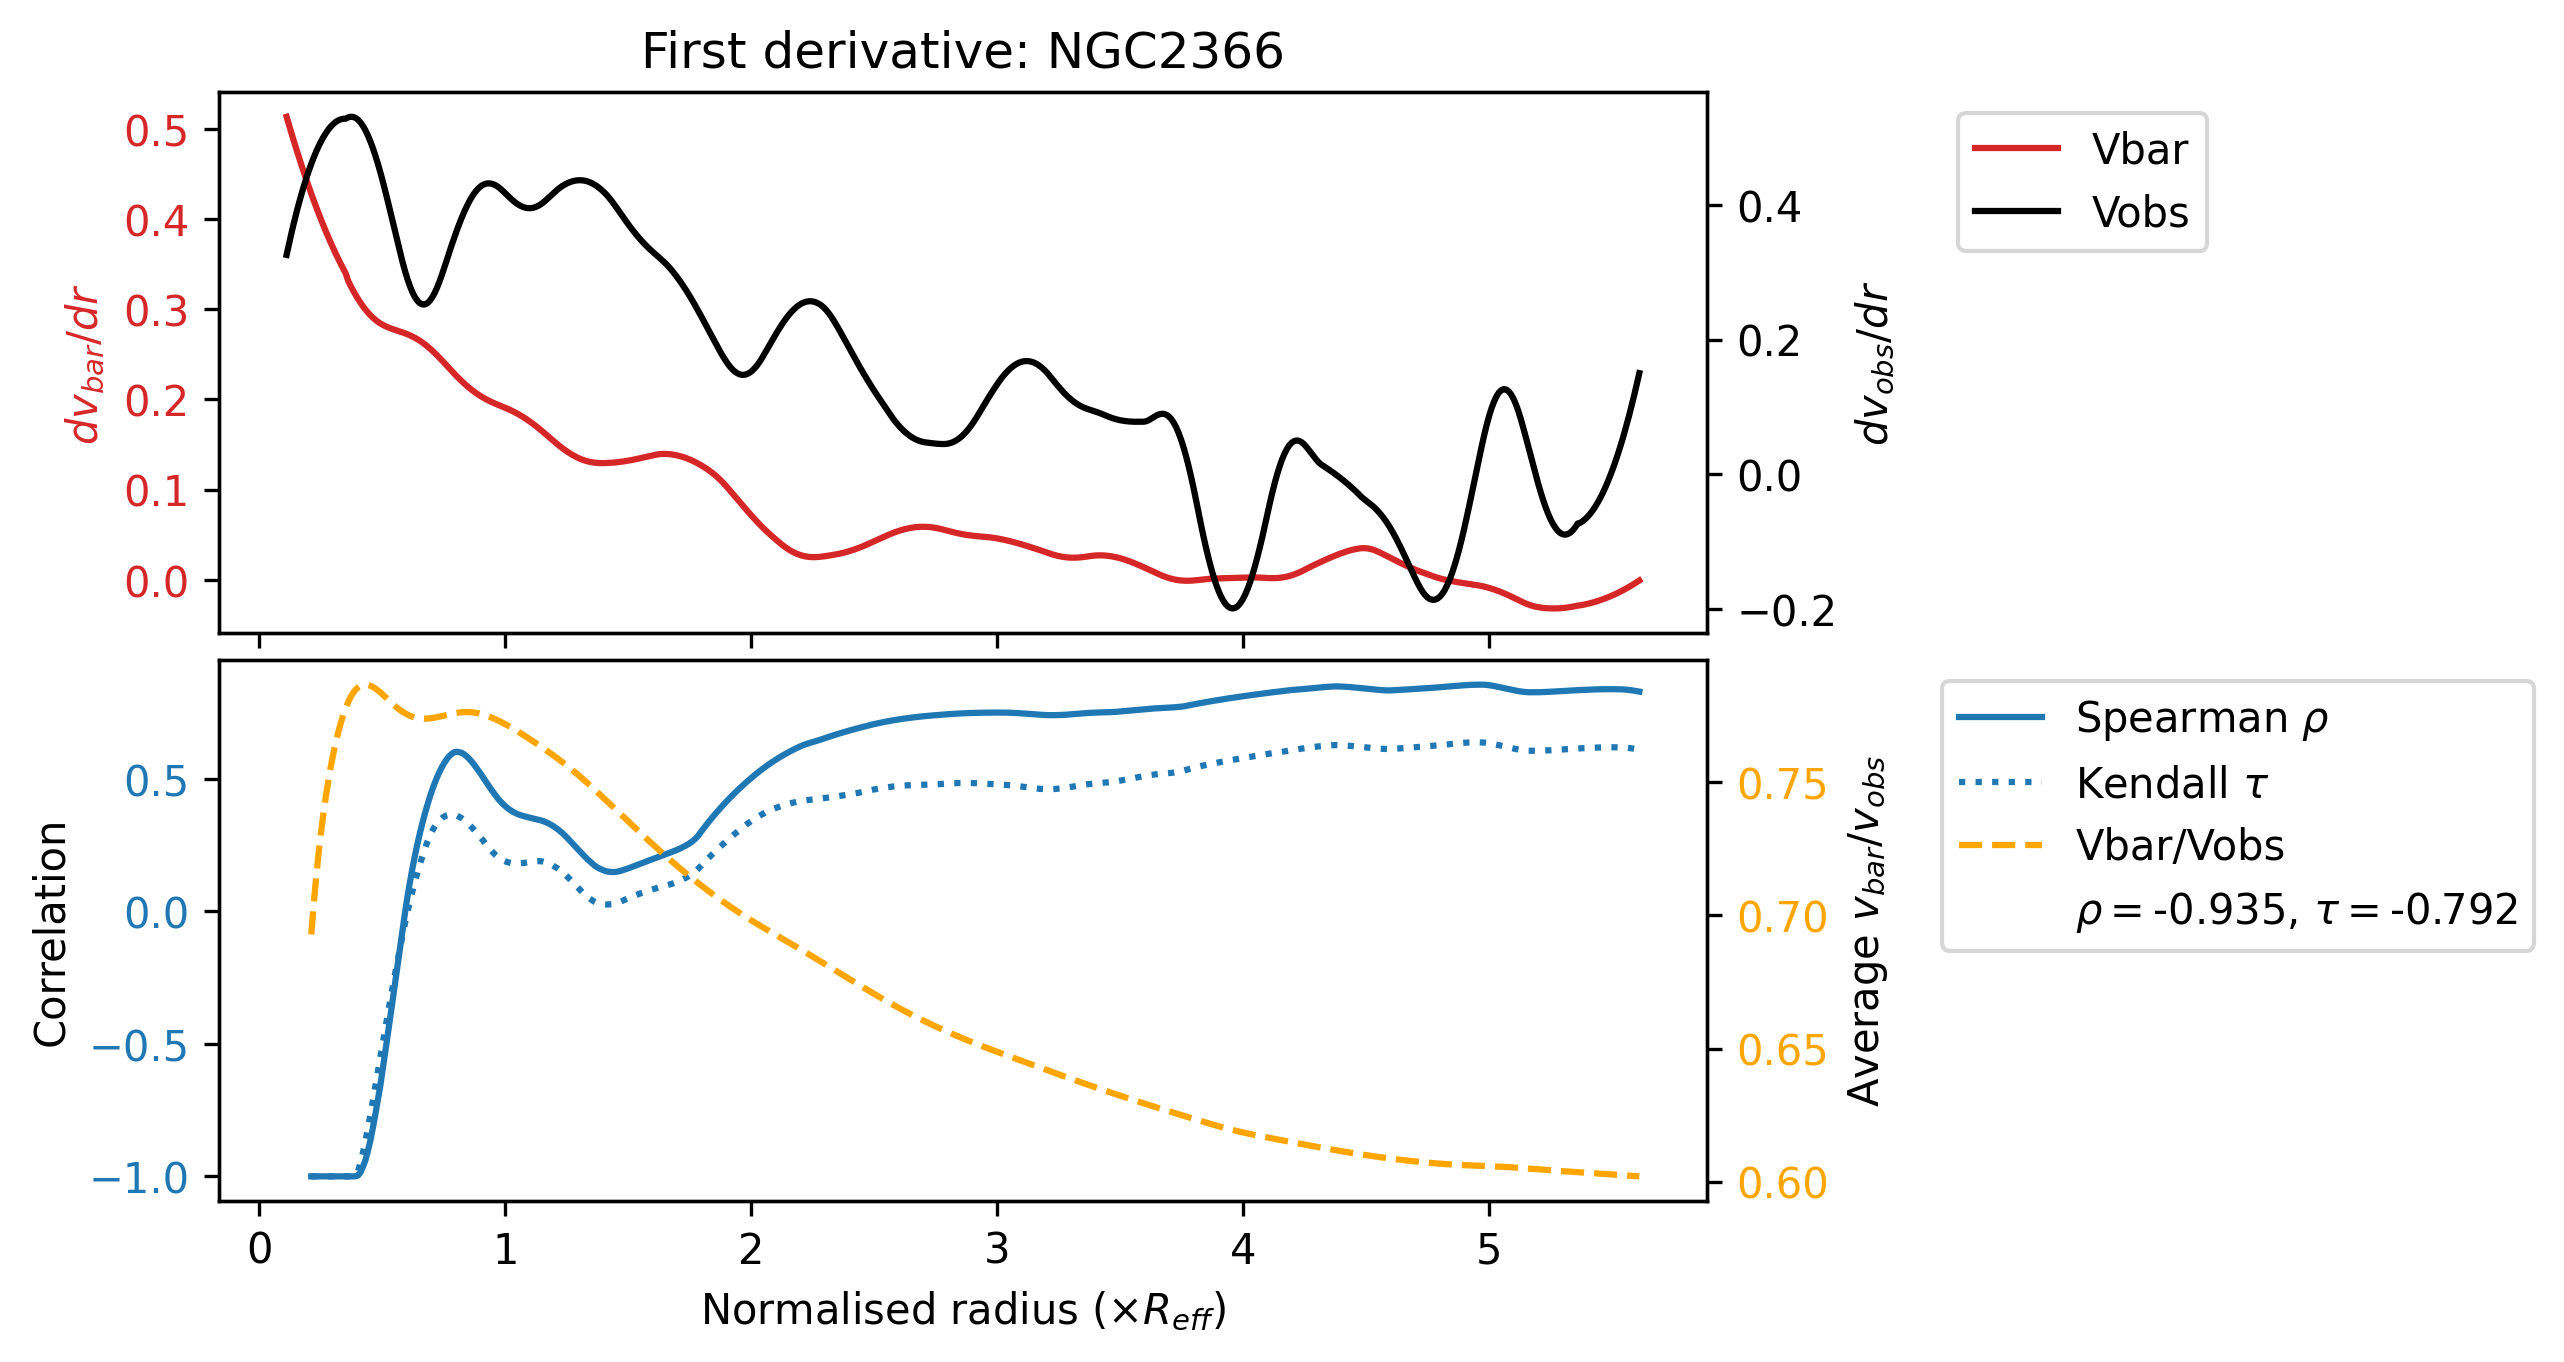 First derivative: NGC2366
0.5
0.4
0.3
0.2
0.1
0.0
dv_bar/dr
0.4
0.2
0.0
−0.2
dv_obs/dr
Vbar
Vobs
0.5
0.0
−0.5
−1.0
Correlation
0.75
0.70
0.65
0.60
Average v_bar/v_obs
Spearman ρ
Kendall τ
Vbar/Vobs
ρ = -0.935, τ = -0.792
0 1 2 3 4 5
Normalised radius (×R_eff)